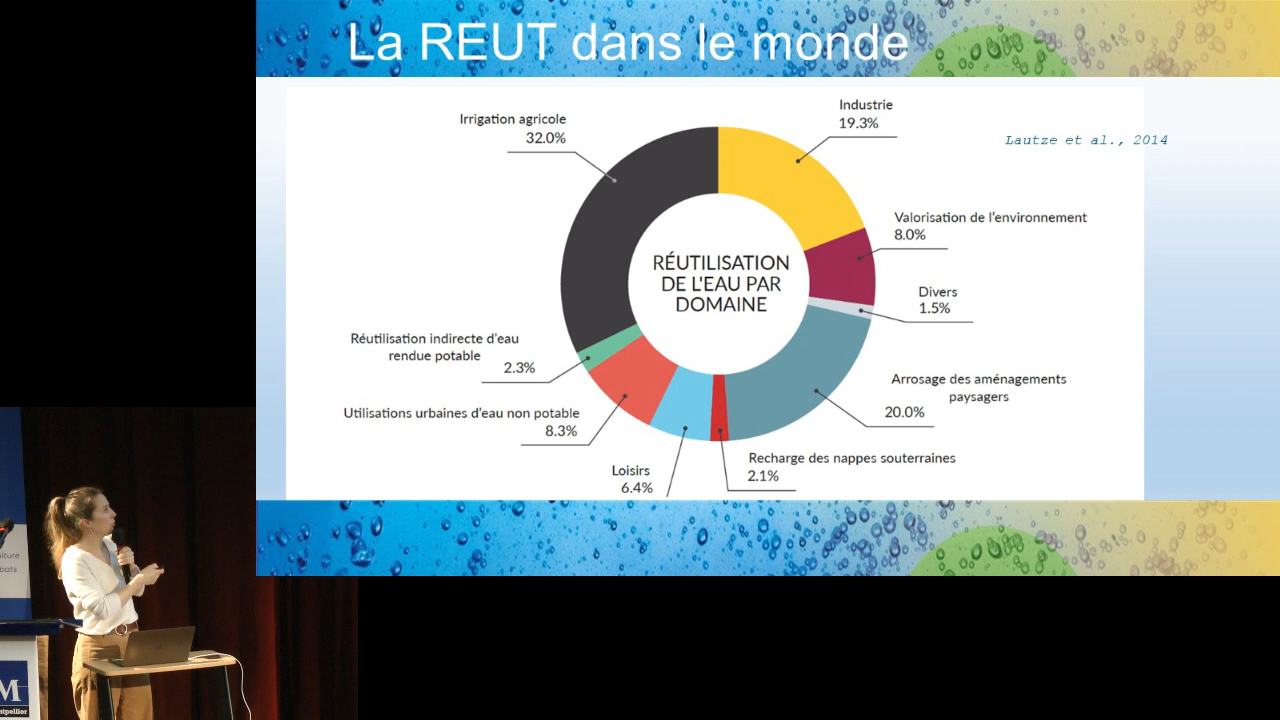 La REUT dans le monde
Industrie
19.3%
Irrigation agricole
32.0%
Lautze et al., 2014
Valorisation de l'environnement
8.0%
RÉUTILISATION
DE L'EAU PAR
DOMAINE
Divers
1.5%
Réutilisation indirecte d'eau
rendue potable
2.3%
Arrosage des aménagements
paysagers
20.0%
Utilisations urbaines d'eau non potable
8.3%
Recharge des nappes souterraines
2.1%
Loisirs
6.4%
M